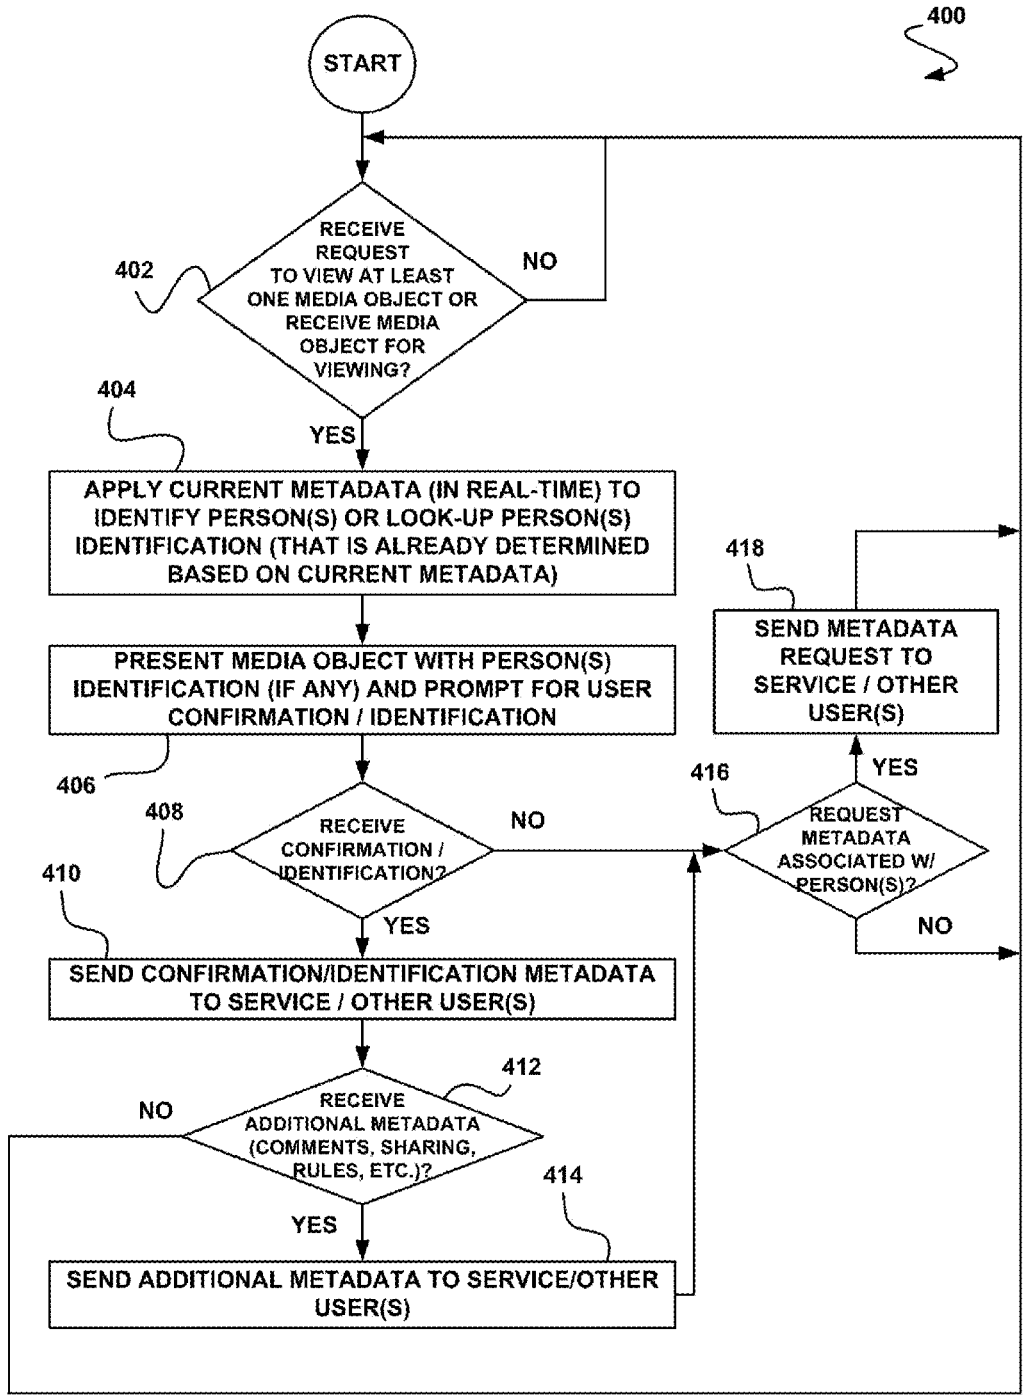 400
START
RECEIVE
REQUEST
TO VIEW AT LEAST
ONE MEDIA OBJECT OR
RECEIVE MEDIA
OBJECT FOR
VIEWING?
NO
402
YES
404
APPLY CURRENT METADATA (IN REAL-TIME) TO
IDENTIFY PERSON(S) OR LOOK-UP PERSON(S)
IDENTIFICATION (THAT IS ALREADY DETERMINED
BASED ON CURRENT METADATA)
PRESENT MEDIA OBJECT WITH PERSON(S)
IDENTIFICATION (IF ANY) AND PROMPT FOR USER
CONFIRMATION / IDENTIFICATION
406
418
SEND METADATA
REQUEST TO
SERVICE / OTHER
USER(S)
YES
416
REQUEST
METADATA
ASSOCIATED W/
PERSON(S)?
NO
408
RECEIVE
CONFIRMATION /
IDENTIFICATION?
NO
YES
410
SEND CONFIRMATION/IDENTIFICATION METADATA
TO SERVICE / OTHER USER(S)
412
RECEIVE
ADDITIONAL METADATA
(COMMENTS, SHARING,
RULES, ETC.)?
NO
YES
414
SEND ADDITIONAL METADATA TO SERVICE/OTHER
USER(S)